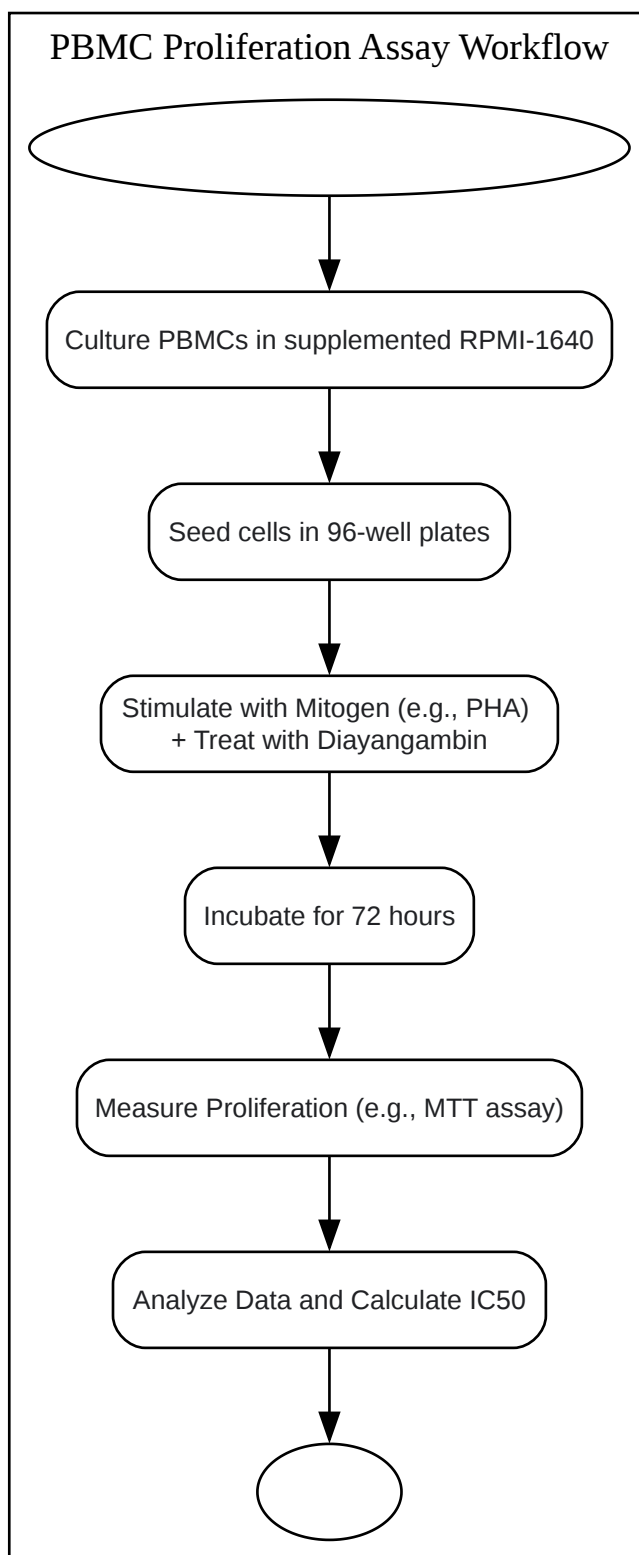 PBMC Proliferation Assay Workflow
Culture PBMCs in supplemented RPMI-1640
Seed cells in 96-well plates
Stimulate with Mitogen (e.g., PHA)
+ Treat with Diayangambin
Incubate for 72 hours
Measure Proliferation (e.g., MTT assay)
Analyze Data and Calculate IC50